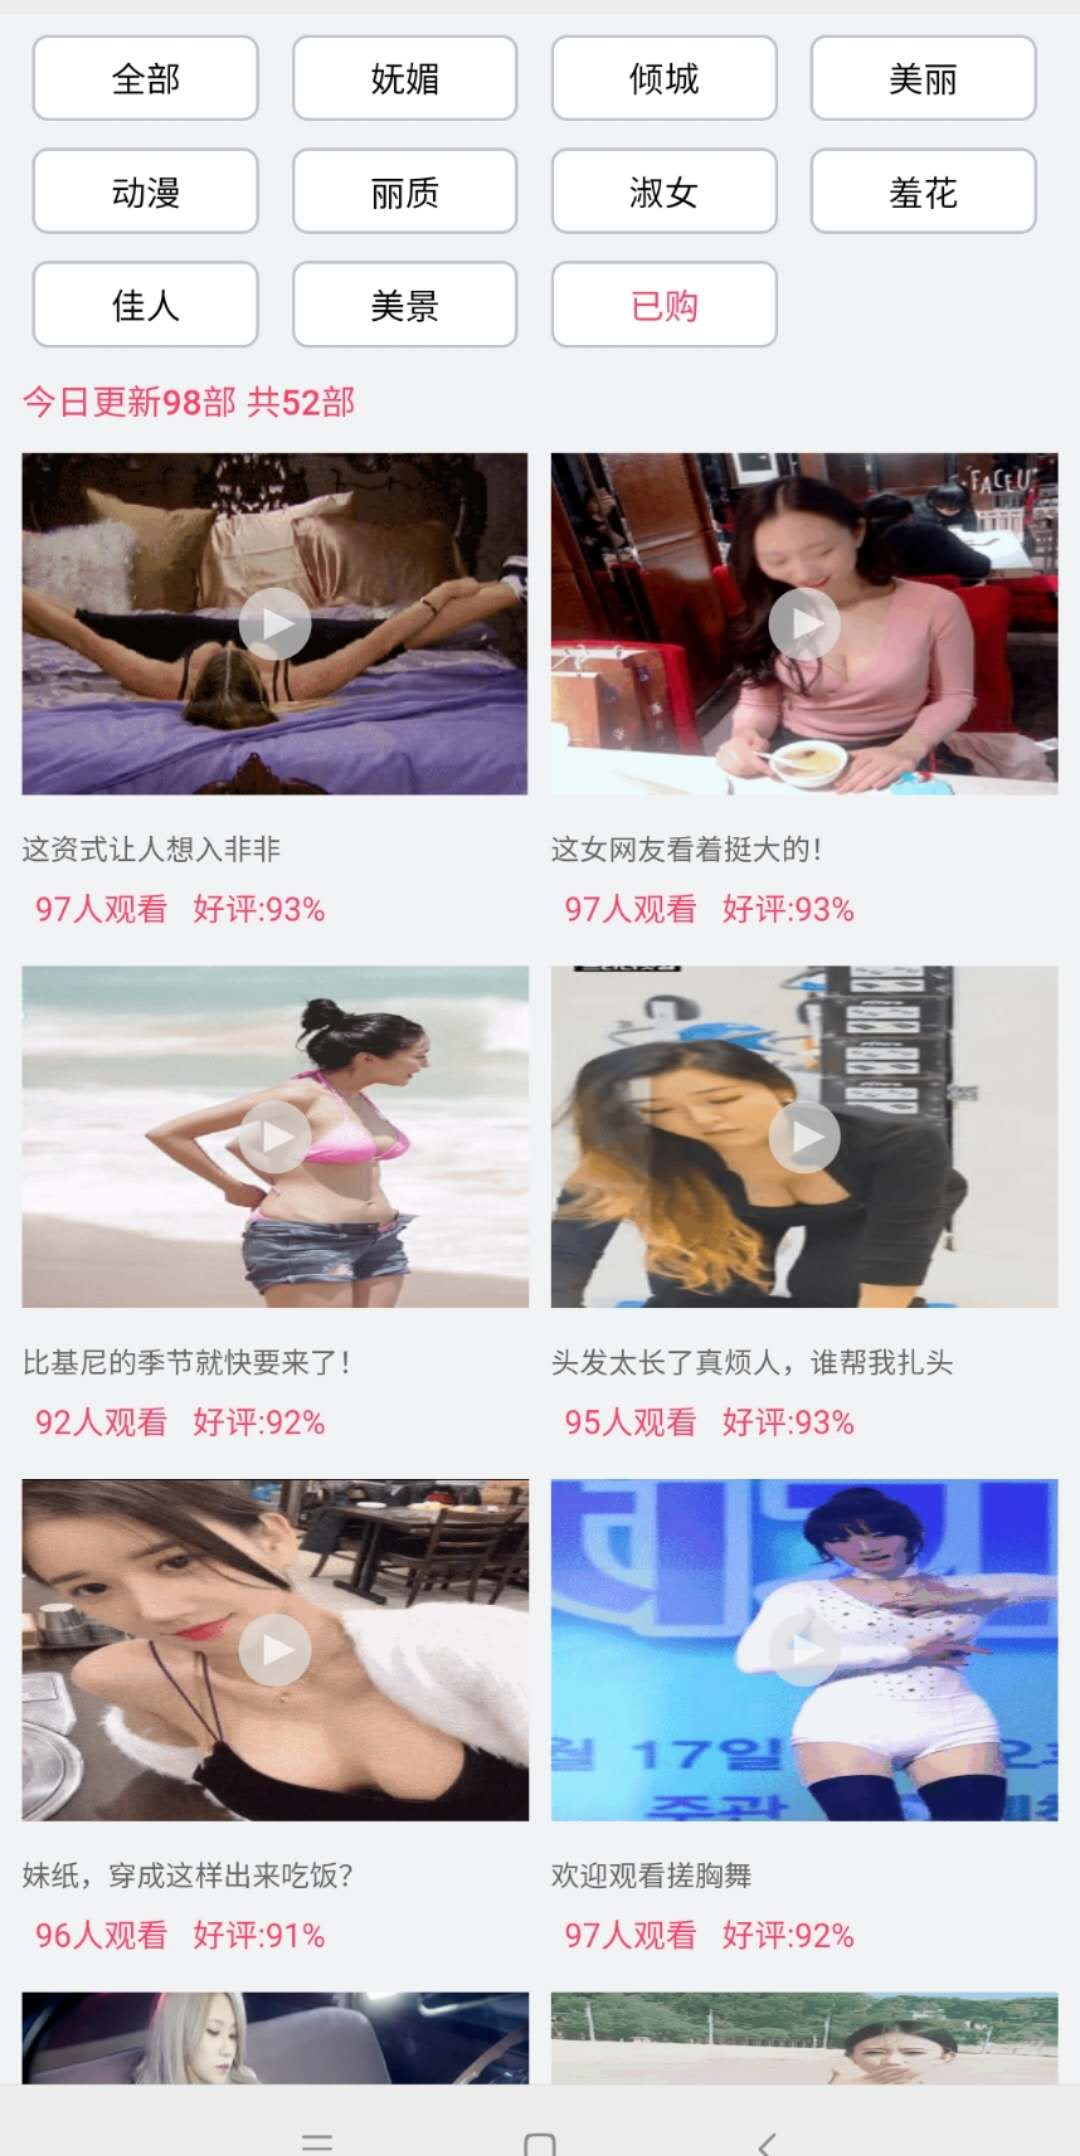 全部 妩媚 倾城 美丽
动漫 丽质 淑女 羞花
佳人 美景 已购
今日更新98部 共52部
FACEU
这资式让人想入非非
这女网友看着挺大的!
97人观看 好评:93%
97人观看 好评:93%
比基尼的季节就快要来了!
头发太长了真烦人，谁帮我扎头
92人观看 好评:92%
95人观看 好评:93%
월 17일
주관
妹纸，穿成这样出来吃饭?
欢迎观看搓胸舞
96人观看 好评:91%
97人观看 好评:92%